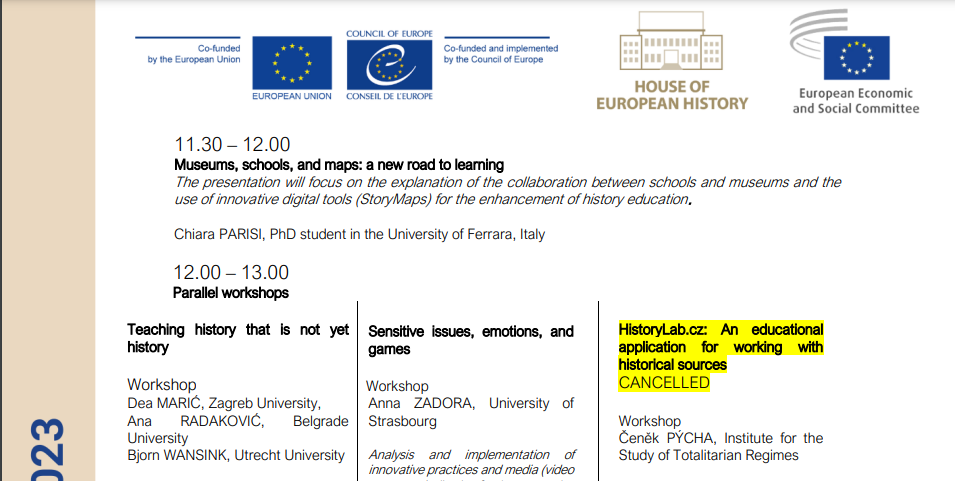 Co-funded
by the European Union
EUROPEAN UNION
COUNCIL OF EUROPE
CONSEIL DE L'EUROPE
Co-funded and implemented
by the Council of Europe
HOUSE OF
EUROPEAN HISTORY
European Economic
and Social Committee
11.30 – 12.00
Museums, schools, and maps: a new road to learning
The presentation will focus on the explanation of the collaboration between schools and museums and the
use of innovative digital tools (StoryMaps) for the enhancement of history education.
Chiara PARISI, PhD student in the University of Ferrara, Italy
12.00 – 13.00
Parallel workshops
Teaching history that is not yet
history
Workshop
Dea MARIĆ, Zagreb University,
Ana RADAKOVIĆ, Belgrade
University
Bjorn WANSINK, Utrecht University
Sensitive issues, emotions, and
games
Workshop
Anna ZADORA, University of
Strasbourg
Analysis and implementation of
innovative practices and media (video
HistoryLab.cz: An educational
application for working with
historical sources
CANCELLED
Workshop
Čeněk PÝCHA, Institute for the
Study of Totalitarian Regimes
023